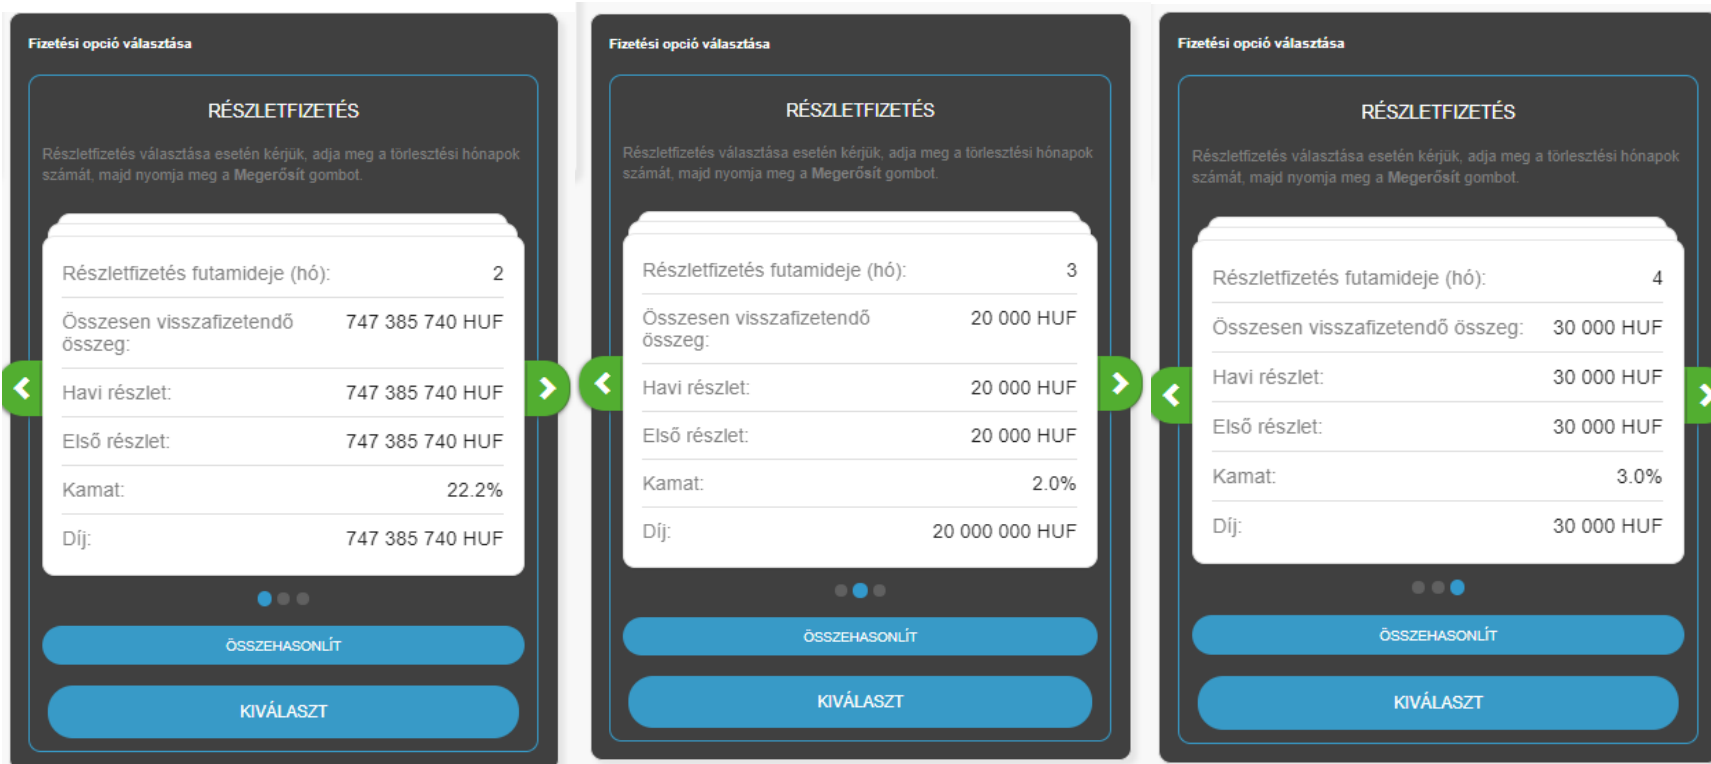 Fizetési opció választása
RÉSZLETFIZETÉS
Részletfizetés választása esetén kérjük, adja meg a törlesztési hónapok
számát, majd nyomja meg a Megerősít gombot.
Részletfizetés futamideje (hó): 2
Összesen visszafizetendő 747 385 740 HUF
összeg:
Havi részlet: 747 385 740 HUF
Első részlet: 747 385 740 HUF
Kamat: 22.2%
Díj: 747 385 740 HUF
ÖSSZEHASONLÍT
KIVÁLASZT
Fizetési opció választása
RÉSZLETFIZETÉS
Részletfizetés választása esetén kérjük, adja meg a törlesztési hónapok
számát, majd nyomja meg a Megerősít gombot.
Részletfizetés futamideje (hó): 3
Összesen visszafizetendő 20 000 HUF
összeg:
Havi részlet: 20 000 HUF
Első részlet: 20 000 HUF
Kamat: 2.0%
Díj: 20 000 000 HUF
ÖSSZEHASONLÍT
KIVÁLASZT
Fizetési opció választása
RÉSZLETFIZETÉS
Részletfizetés választása esetén kérjük, adja meg a törlesztési hónapok
számát, majd nyomja meg a Megerősít gombot.
Részletfizetés futamideje (hó): 4
Összesen visszafizetendő összeg: 30 000 HUF
Havi részlet: 30 000 HUF
Első részlet: 30 000 HUF
Kamat: 3.0%
Díj: 30 000 HUF
ÖSSZEHASONLÍT
KIVÁLASZT